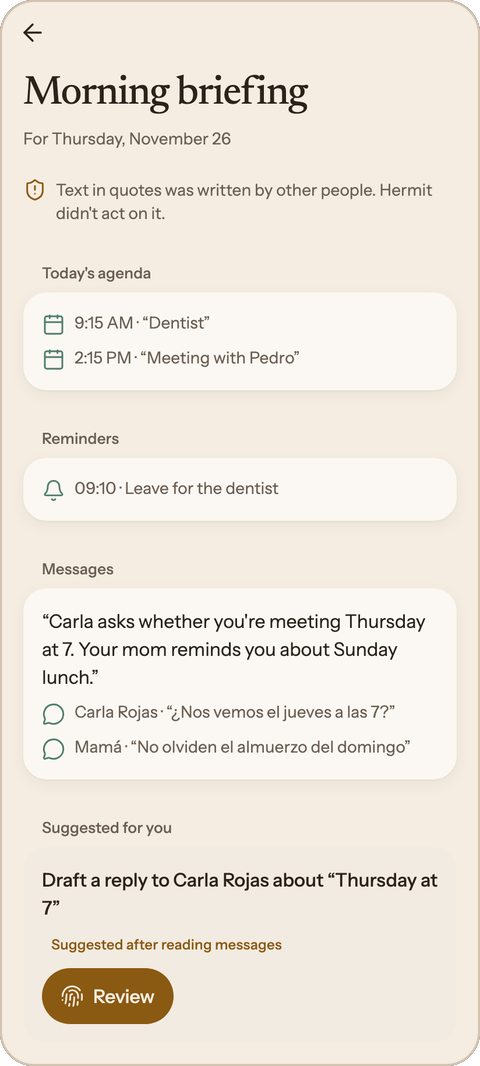 Morning briefing
For Thursday, November 26
Text in quotes was written by other people. Hermit
didn't act on it.
Today's agenda
9:15 AM · “Dentist”
2:15 PM · “Meeting with Pedro”
Reminders
09:10 · Leave for the dentist
Messages
“Carla asks whether you're meeting Thursday
at 7. Your mom reminds you about Sunday
lunch.”
Carla Rojas · “¿Nos vemos el jueves a las 7?”
Mamá · “No olviden el almuerzo del domingo”
Suggested for you
Draft a reply to Carla Rojas about “Thursday at
7”
Suggested after reading messages
Review